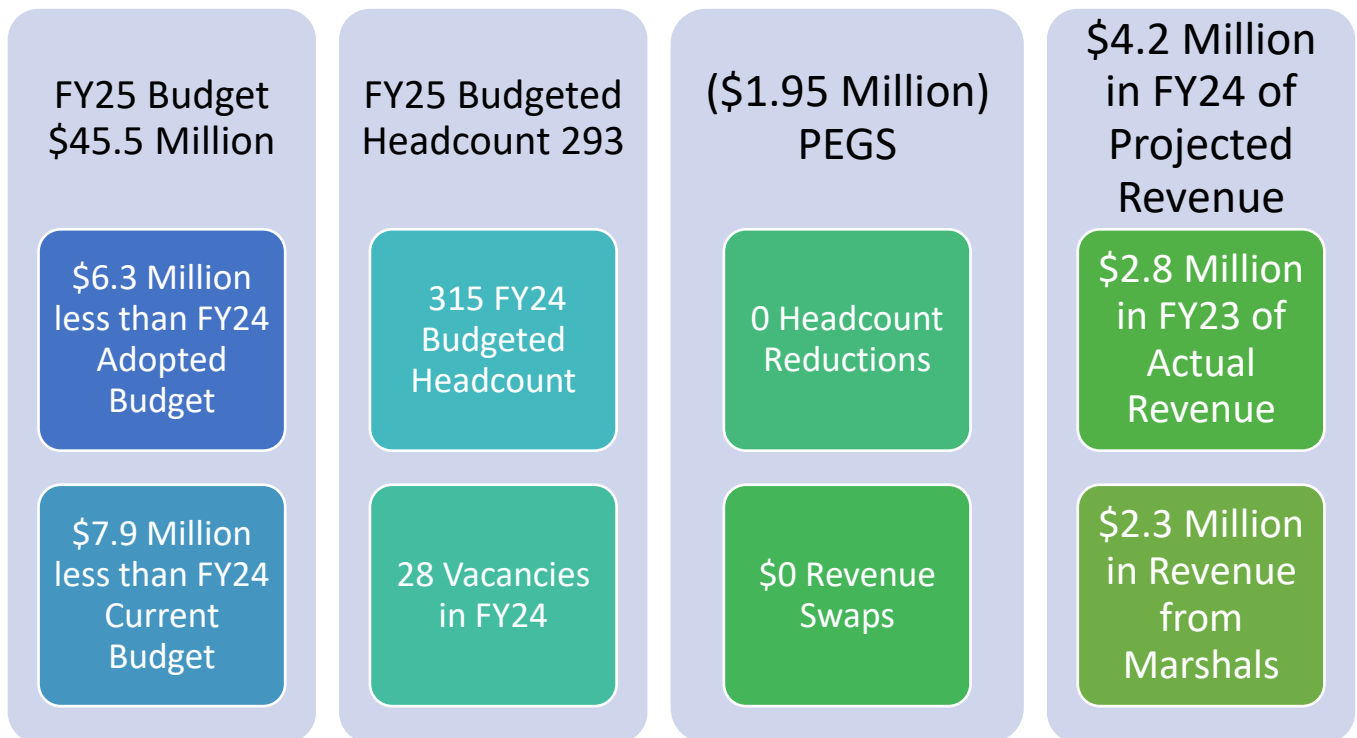 FY25 Budget
$45.5 Million
$6.3 Million
less than FY24
Adopted
Budget
$7.9 Million
less than FY24
Current
Budget
FY25 Budgeted
Headcount 293
315 FY24
Budgeted
Headcount
28 Vacancies
in FY24
($1.95 Million)
PEGS
0 Headcount
Reductions
$0 Revenue
Swaps
$4.2 Million
in FY24 of
Projected
Revenue
$2.8 Million
in FY23 of
Actual
Revenue
$2.3 Million
in Revenue
from
Marshals